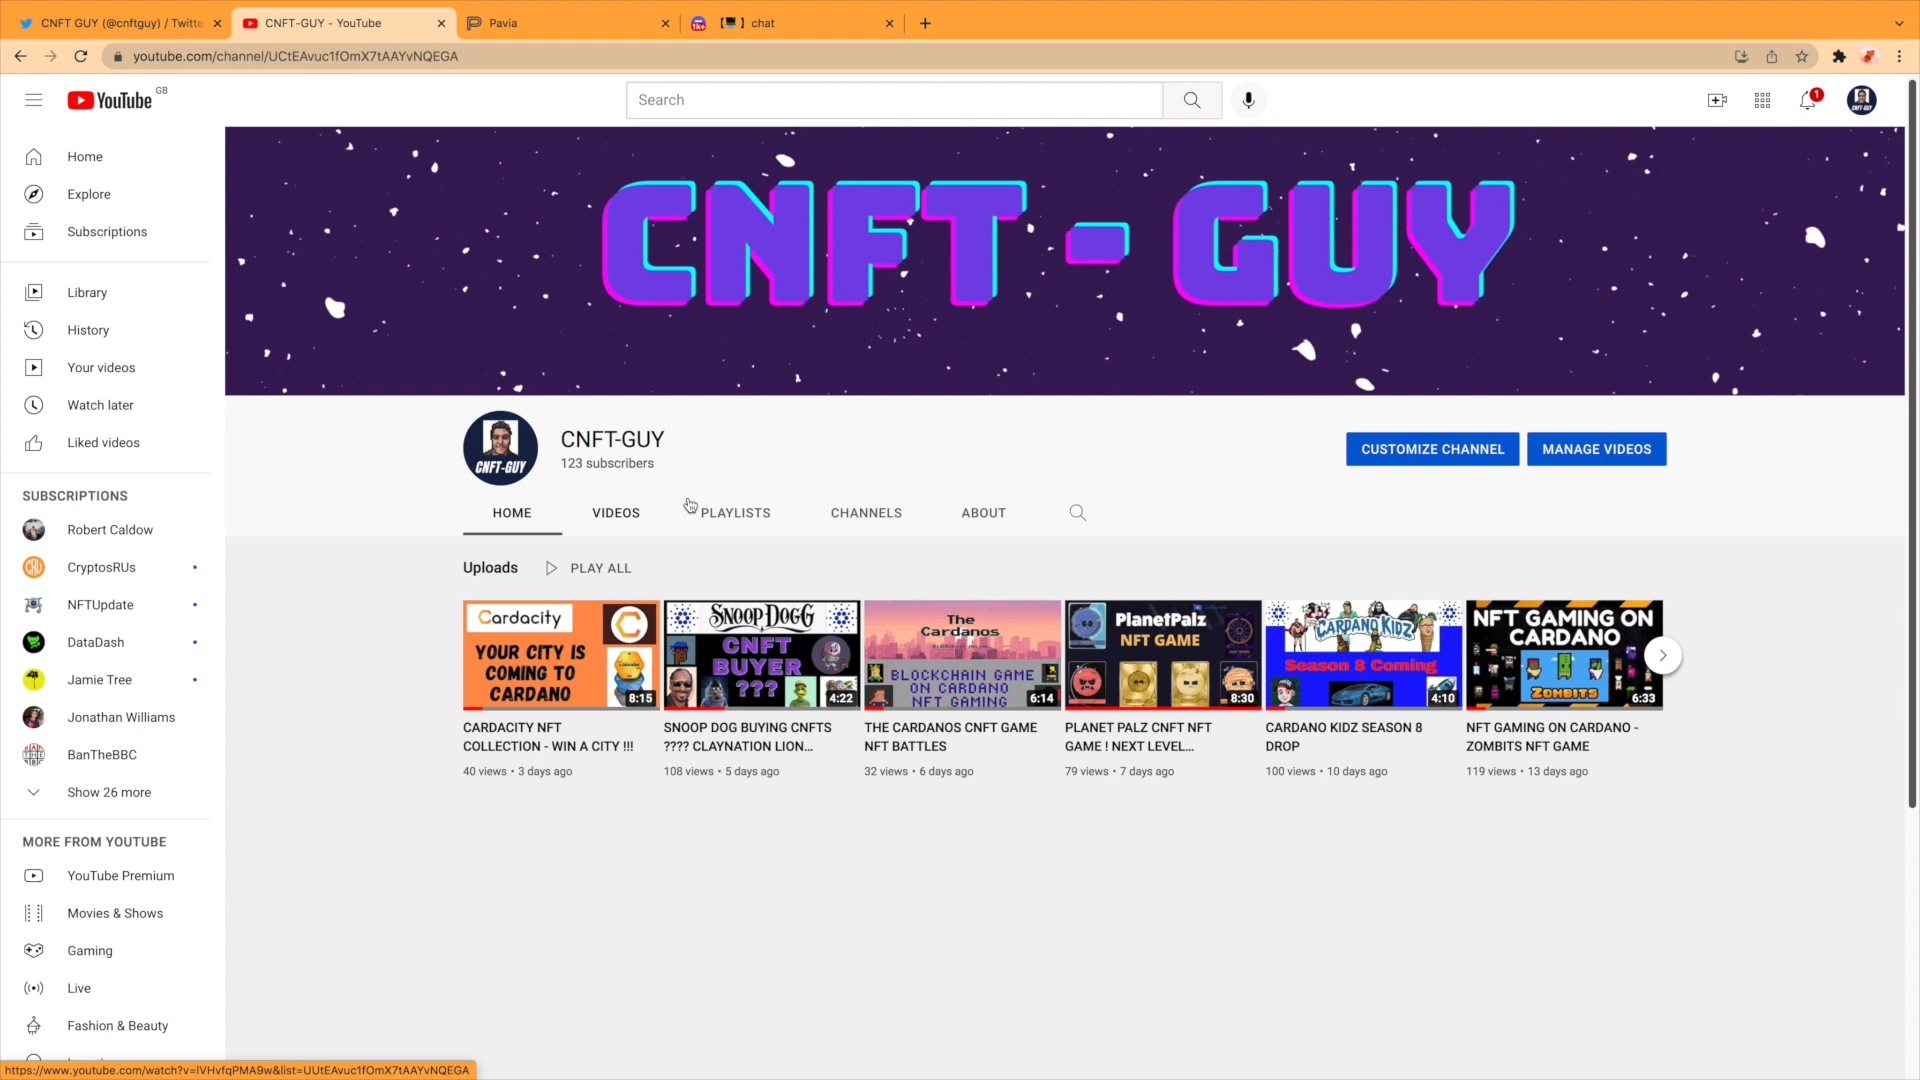 CNFT GUY (@cnftguy) / Twitte
CNFT-GUY - YouTube
Pavia
chat
youtube.com/channel/UCtEAvuc1fOmX7tAAYvNQEGA
YouTube GB
Search
1
Home
Explore
Subscriptions
Library
History
Your videos
Watch later
Liked videos
SUBSCRIPTIONS
Robert Caldow
CryptosRUs
NFTUpdate
DataDash
Jamie Tree
Jonathan Williams
BanTheBBC
Show 26 more
MORE FROM YOUTUBE
YouTube Premium
Movies & Shows
Gaming
Live
Fashion & Beauty
https://www.youtube.com/watch?v=lVHvfqPMA9w&list=UUtEAvuc1fOmX7tAAYvNQEGA
CNFT - GUY
CNFT-GUY
CNFT-GUY
123 subscribers
CUSTOMIZE CHANNEL
MANAGE VIDEOS
HOME
VIDEOS
PLAYLISTS
CHANNELS
ABOUT
Uploads
PLAY ALL
Cardacity
YOUR CITY IS
COMING TO
CARDANO
8:15
CARDACITY NFT
COLLECTION - WIN A CITY !!!
40 views • 3 days ago
SNOOP DOGG
CNFT
BUYER
???
4:22
SNOOP DOG BUYING CNFTS
???? CLAYNATION LION...
108 views • 5 days ago
The
Cardanos
BLOCKCHAIN GAME
ON CARDANO
NFT GAMING
6:14
THE CARDANOS CNFT GAME
NFT BATTLES
32 views • 6 days ago
PlanetPalz
NFT GAME
8:30
PLANET PALZ CNFT NFT
GAME ! NEXT LEVEL...
79 views • 7 days ago
CARDANO KIDZ
Season 8 Coming
4:10
CARDANO KIDZ SEASON 8
DROP
100 views • 10 days ago
NFT GAMING ON
CARDANO
ZOMBITS
6:33
NFT GAMING ON CARDANO -
ZOMBITS NFT GAME
119 views • 13 days ago